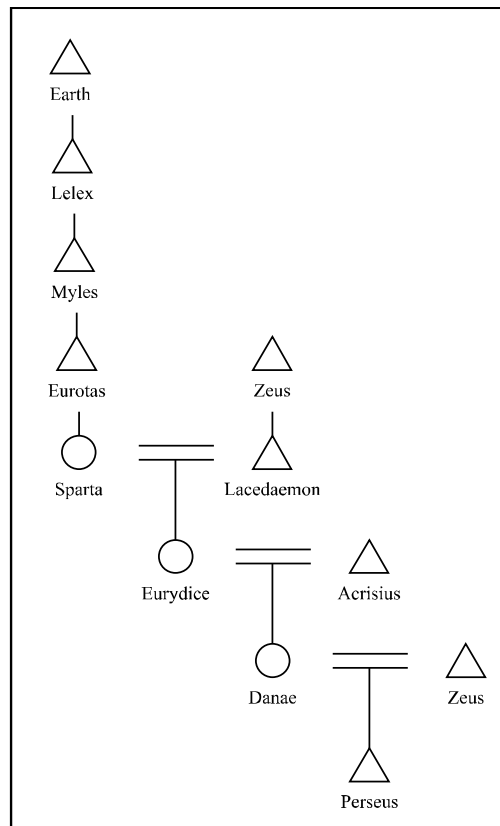 Earth
Lelex
Myles
Eurotas Zeus
Sparta Lacedaemon
Eurydice Acrisius
Danae Zeus
Perseus